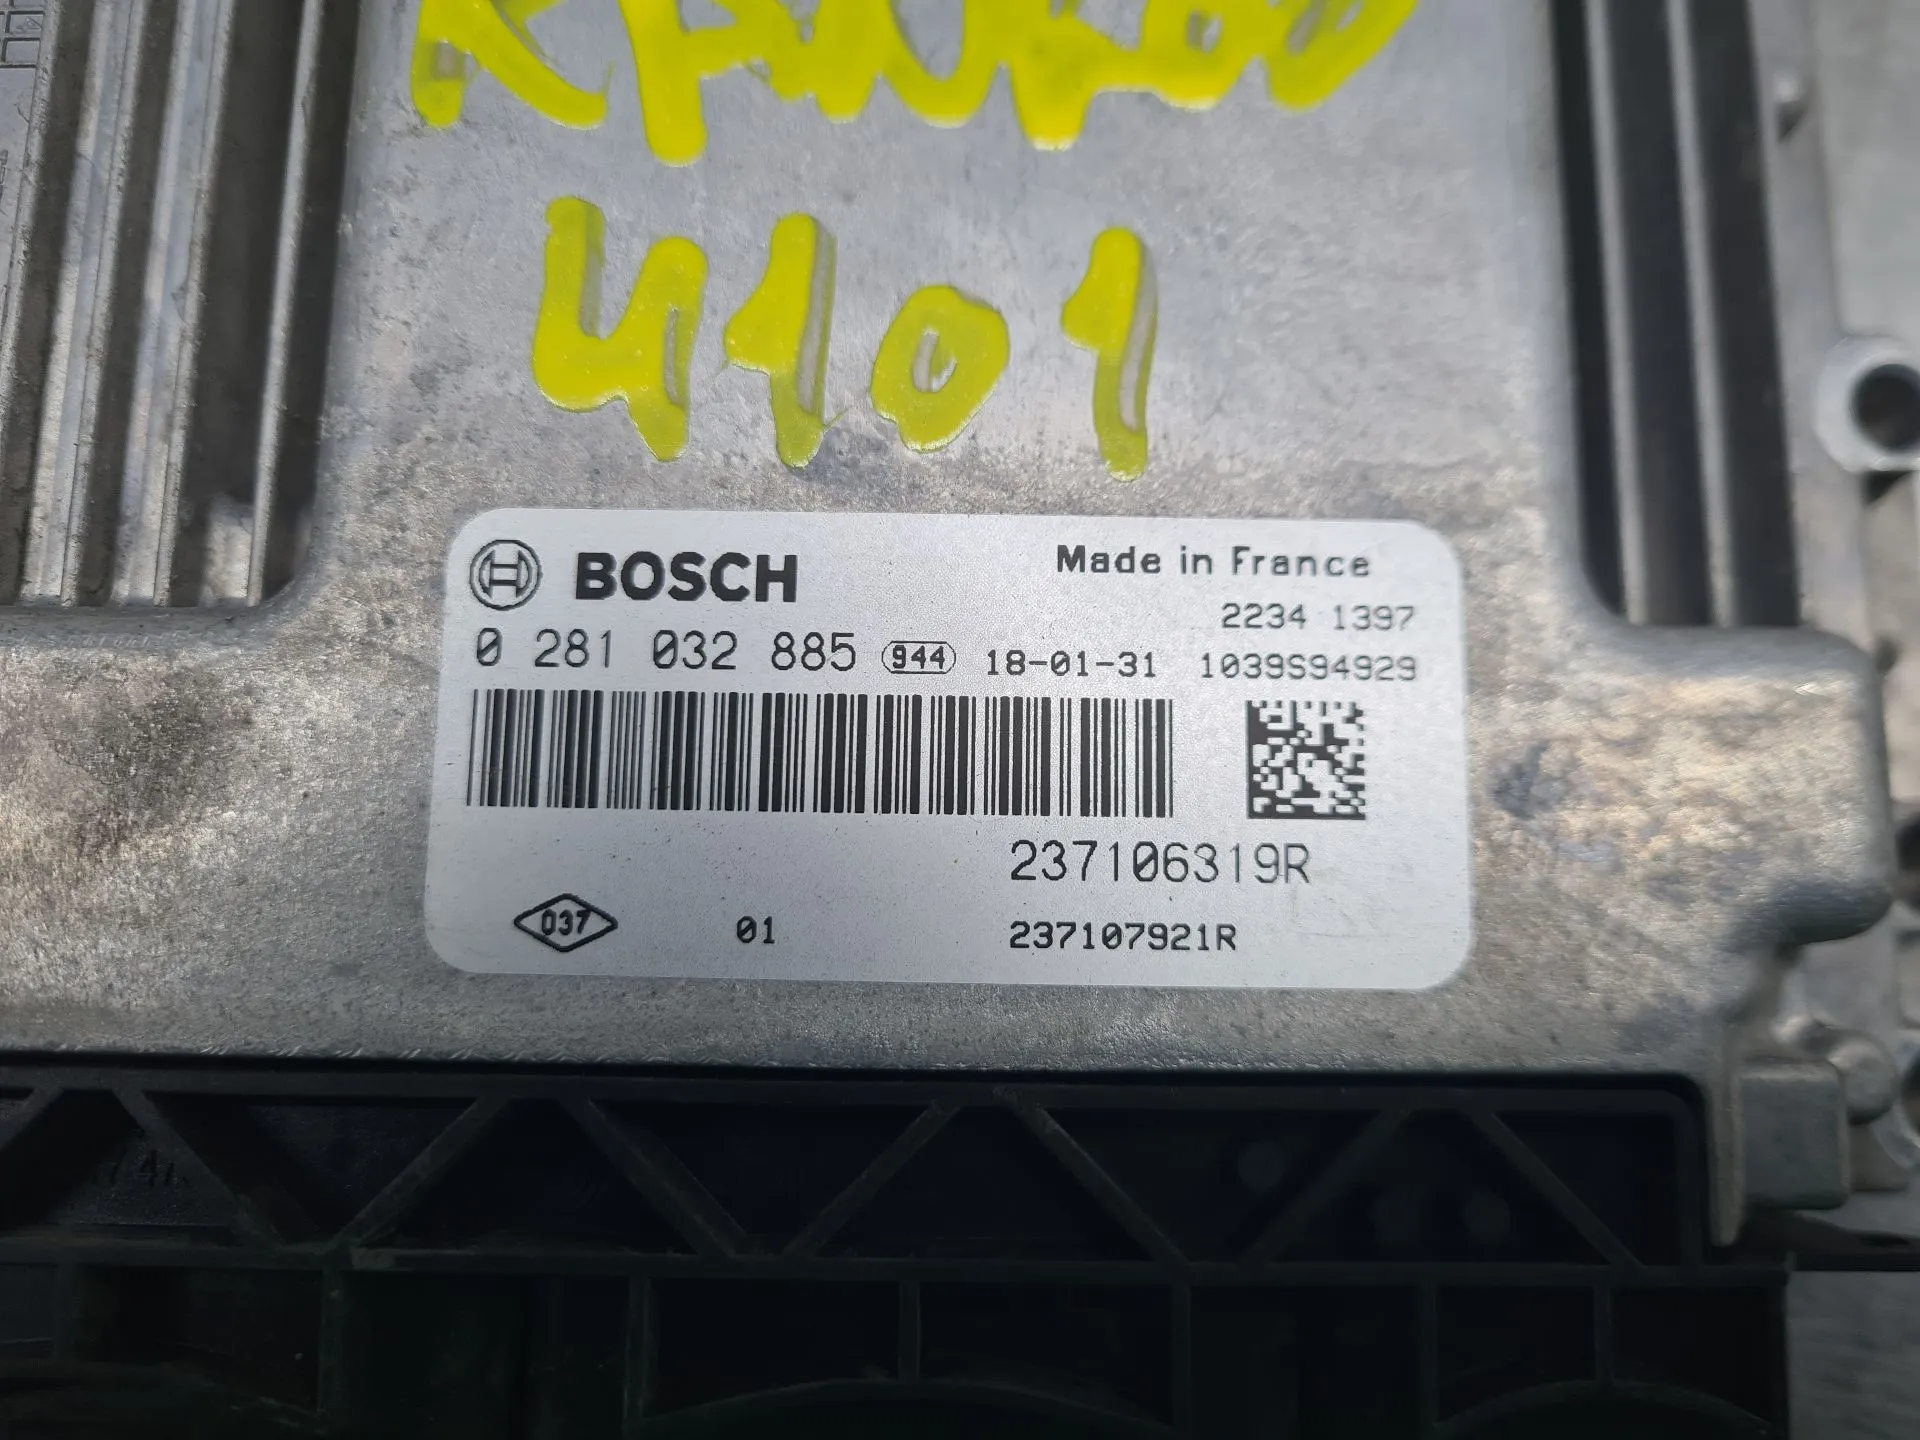 4101
BOSCH
Made in France
2234 1397
0 281 032 885 944 18-01-31 1039S94929
237106319R
037 01 237107921R